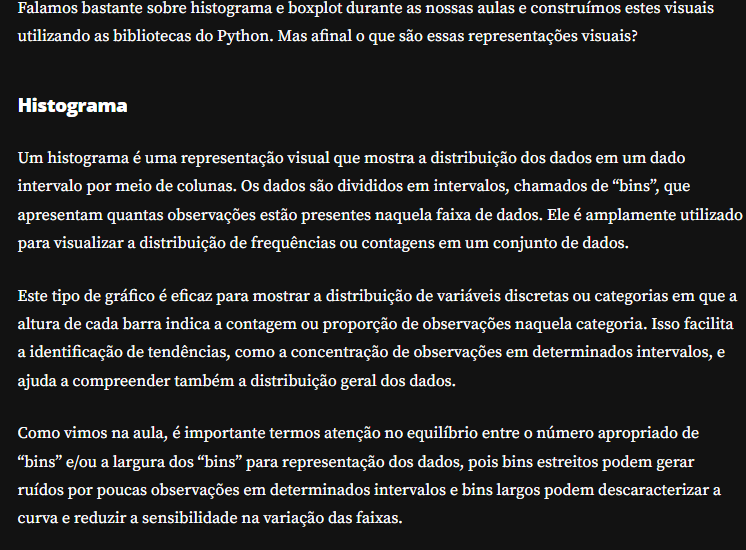 Falamos bastante sobre histograma e boxplot durante as nossas aulas e construímos estes visuais
utilizando as bibliotecas do Python. Mas afinal o que são essas representações visuais?
Histograma
Um histograma é uma representação visual que mostra a distribuição dos dados em um dado
intervalo por meio de colunas. Os dados são divididos em intervalos, chamados de “bins”, que
apresentam quantas observações estão presentes naquela faixa de dados. Ele é amplamente utilizado
para visualizar a distribuição de frequências ou contagens em um conjunto de dados.
Este tipo de gráfico é eficaz para mostrar a distribuição de variáveis discretas ou categorias em que a
altura de cada barra indica a contagem ou proporção de observações naquela categoria. Isso facilita
a identificação de tendências, como a concentração de observações em determinados intervalos, e
ajuda a compreender também a distribuição geral dos dados.
Como vimos na aula, é importante termos atenção no equilíbrio entre o número apropriado de
“bins” e/ou a largura dos “bins” para representação dos dados, pois bins estreitos podem gerar
ruídos por poucas observações em determinados intervalos e bins largos podem descaracterizar a
curva e reduzir a sensibilidade na variação das faixas.